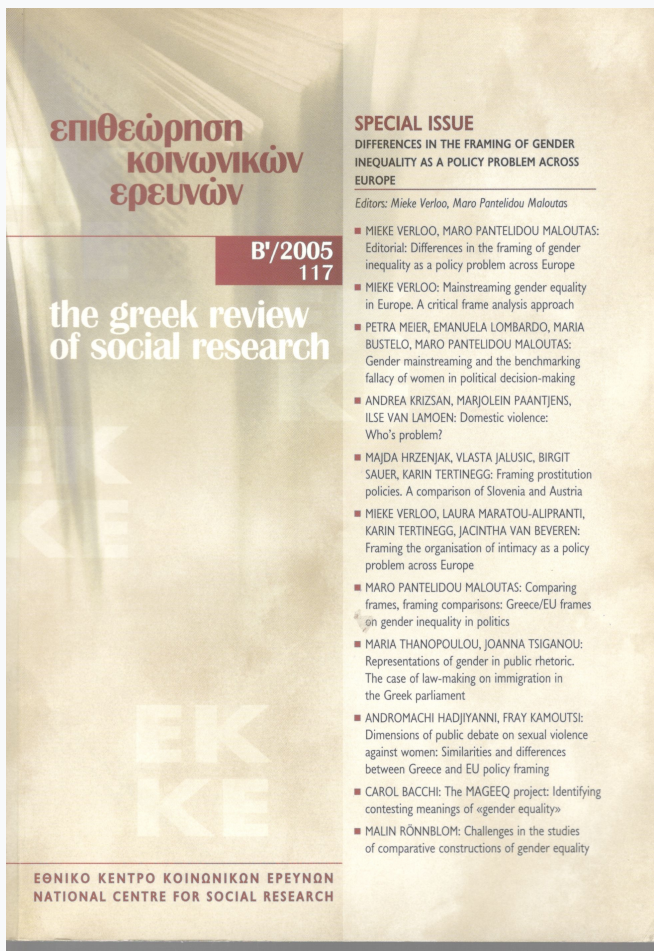 επιθεώρηση
κοινωνικών
ερευνών
Β'/2005
117
the greek review
of social research
EK
KE
EK
KE
ΕΘΝΙΚΟ ΚΕΝΤΡΟ ΚΟΙΝΩΝΙΚΩΝ ΕΡΕΥΝΩΝ
NATIONAL CENTRE FOR SOCIAL RESEARCH
SPECIAL ISSUE
DIFFERENCES IN THE FRAMING OF GENDER
INEQUALITY AS A POLICY PROBLEM ACROSS
EUROPE
Editors: Mieke Verloo, Maro Pantelidou Maloutas
■ MIEKE VERLOO, MARO PANTELIDOU MALOUTAS:
Editorial: Differences in the framing of gender
inequality as a policy problem across Europe
■ MIEKE VERLOO: Mainstreaming gender equality
in Europe. A critical frame analysis approach
■ PETRA MEIER, EMANUELA LOMBARDO, MARIA
BUSTELO, MARO PANTELIDOU MALOUTAS:
Gender mainstreaming and the benchmarking
fallacy of women in political decision-making
■ ANDREA KRIZSAN, MARJOLEIN PAANTJENS,
ILSE VAN LAMOEN: Domestic violence:
Who's problem?
■ MAJDA HRZENJAK, VLASTA JALUSIC, BIRGIT
SAUER, KARIN TERTINEGG: Framing prostitution
policies. A comparison of Slovenia and Austria
■ MIEKE VERLOO, LAURA MARATOU-ALIPRANTI,
KARIN TERTINEGG, JACINTHA VAN BEVEREN:
Framing the organisation of intimacy as a policy
problem across Europe
■ MARO PANTELIDOU MALOUTAS: Comparing
frames, framing comparisons: Greece/EU frames
on gender inequality in politics
■ MARIA THANOPOULOU, JOANNA TSIGANOU:
Representations of gender in public rhetoric.
The case of law-making on immigration in
the Greek parliament
■ ANDROMACHI HADJIYANNI, FRAY KAMOUTSI:
Dimensions of public debate on sexual violence
against women: Similarities and differences
between Greece and EU policy framing
■ CAROL BACCHI: The MAGEEQ project: Identifying
contesting meanings of «gender equality»
■ MALIN RÖNNBLOM: Challenges in the studies
of comparative constructions of gender equality